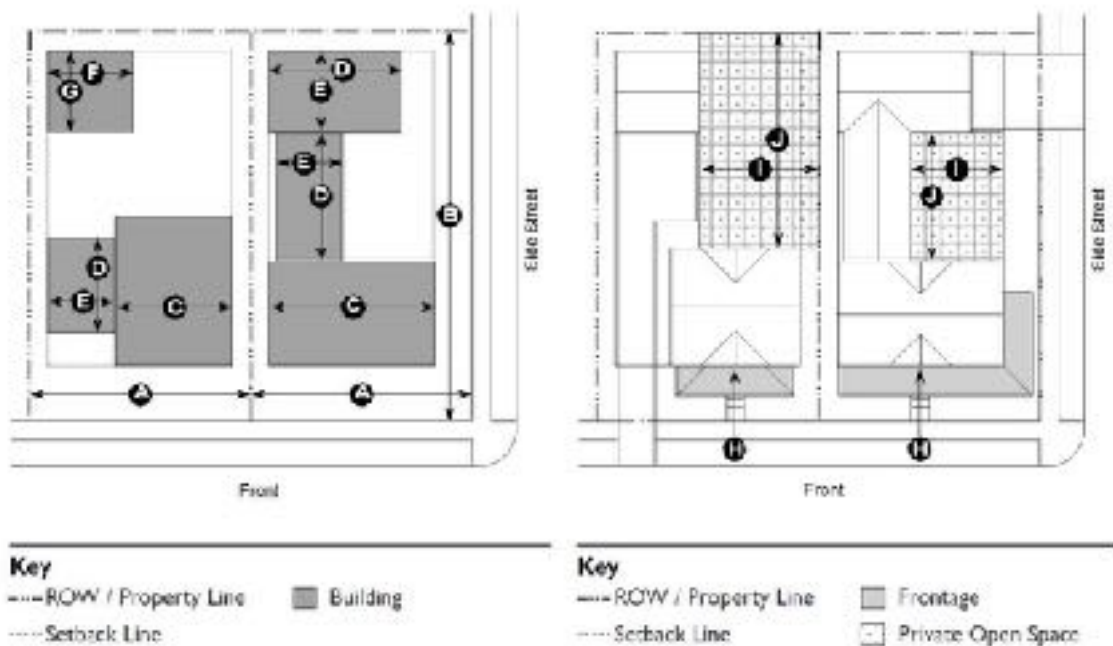 F
G
D
E
E
D
B
D
E
C
C
A
A
Side Street
Front
Key
ROW / Property Line
Building
Setback Line
J
I
I
J
H
H
Side Street
Front
Key
ROW / Property Line
Frontage
Setback Line
Private Open Space